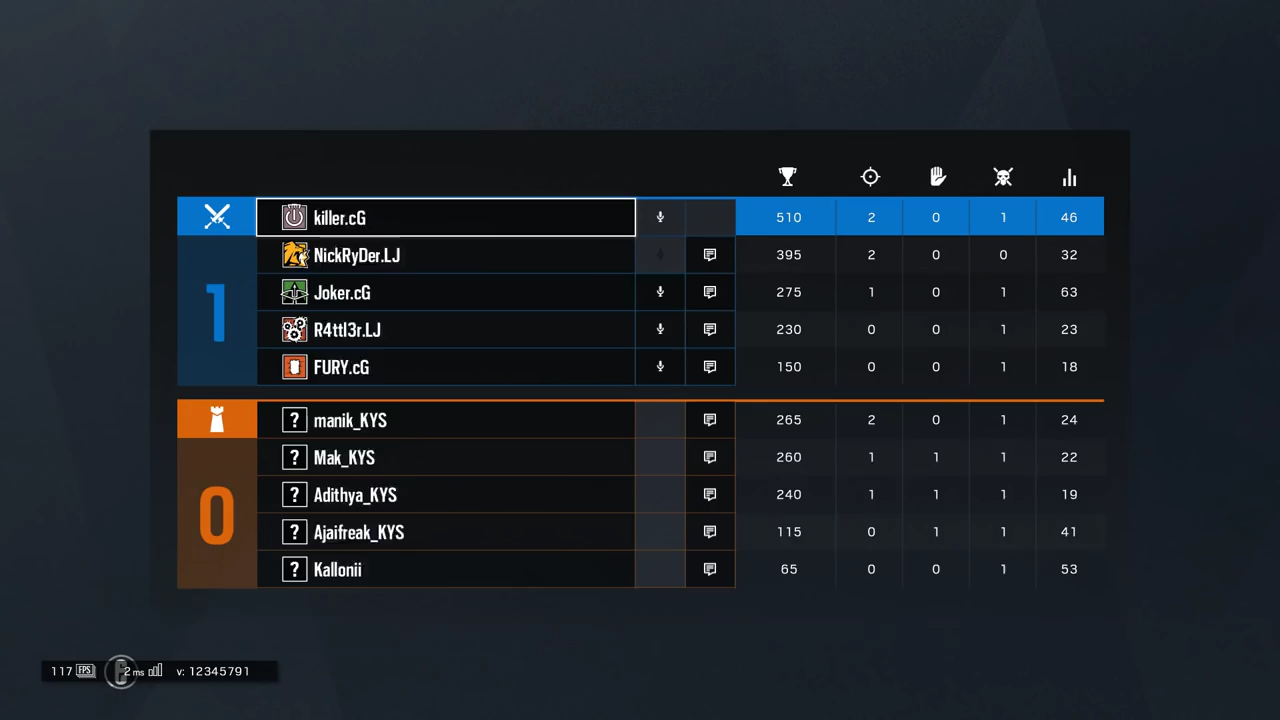 killer.cG 510 2 0 1 46
NickRyDer.LJ 395 2 0 0 32
1
Joker.cG 275 1 0 1 63
R4ttl3r.LJ 230 0 0 1 23
FURY.cG 150 0 0 1 18
? manik_KYS 265 2 0 1 24
? Mak_KYS 260 1 1 1 22
0
? Adithya_KYS 240 1 1 1 19
? Ajaifreak_KYS 115 0 1 1 41
? Kallonii 65 0 0 1 53
117 FPS 2 ms v: 12345791